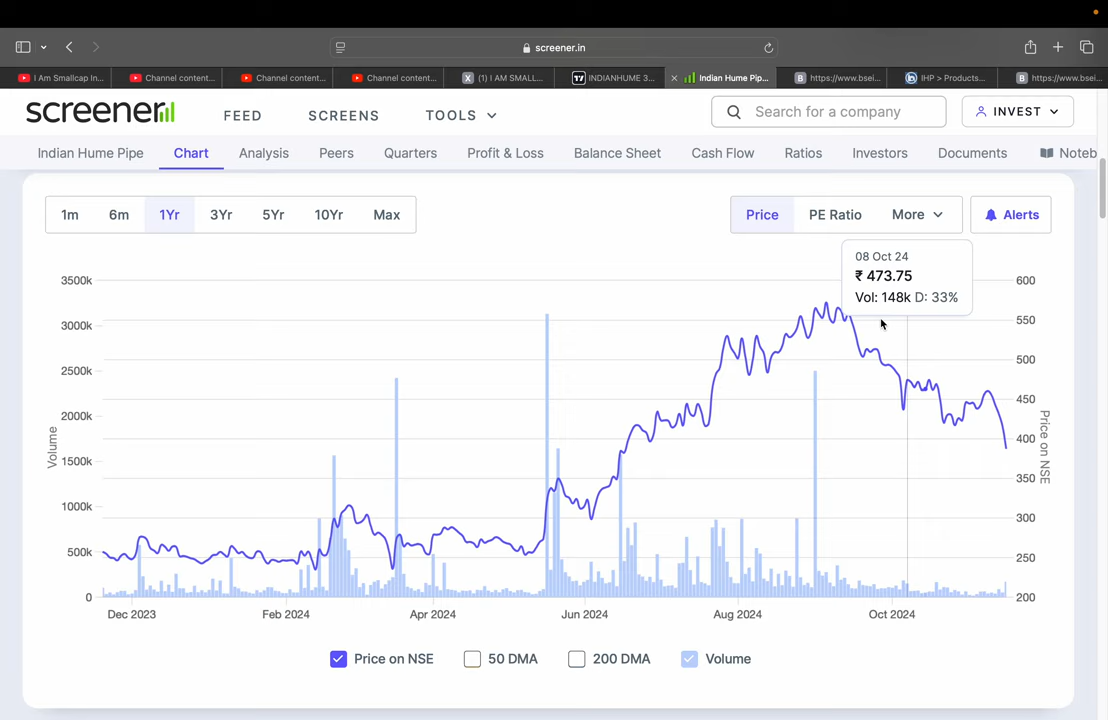 screener.in
I Am Smallcap In...
Channel content...
Channel content...
Channel content...
(1) I AM SMALL...
INDIANHUME 3...
Indian Hume Pip...
https://www.bsei...
IHP > Products...
https://www.bsei...
screener
FEED
SCREENS
TOOLS
Search for a company
INVEST
Indian Hume Pipe
Chart
Analysis
Peers
Quarters
Profit & Loss
Balance Sheet
Cash Flow
Ratios
Investors
Documents
Noteb
1m
6m
1Yr
3Yr
5Yr
10Yr
Max
Price
PE Ratio
More
Alerts
08 Oct 24
₹ 473.75
Vol: 148k D: 33%
3500k
3000k
2500k
2000k
1500k
1000k
500k
0
Volume
600
550
500
450
400
350
300
250
200
Price on NSE
Dec 2023
Feb 2024
Apr 2024
Jun 2024
Aug 2024
Oct 2024
Price on NSE
50 DMA
200 DMA
Volume